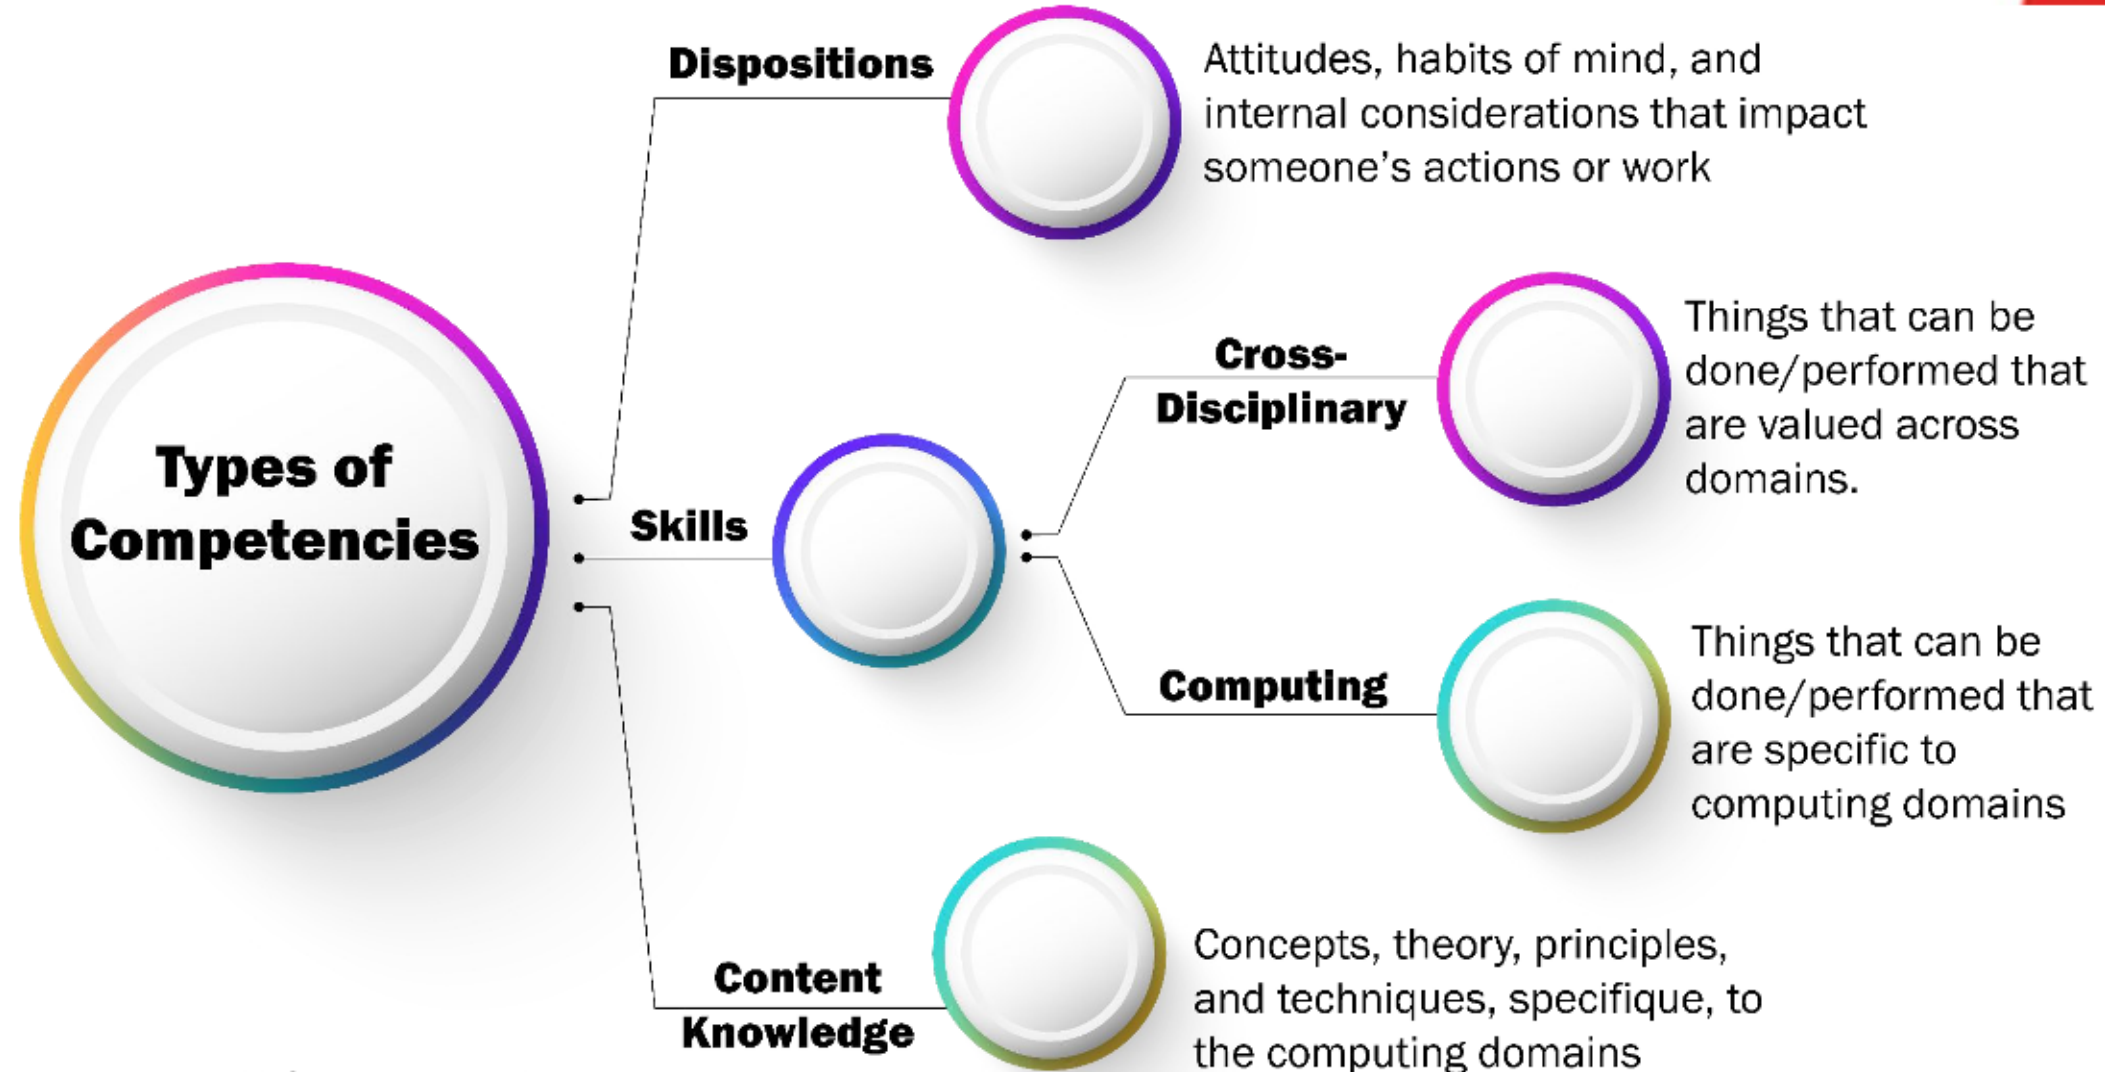 Dispositions
Attitudes, habits of mind, and
internal considerations that impact
someone's actions or work
Types of
Competencies
Skills
Cross-
Disciplinary
Things that can be
done/performed that
are valued across
domains.
Computing
Things that can be
done/performed that
are specific to
computing domains
Content
Knowledge
Concepts, theory, principles,
and techniques, specifique, to
the computing domains